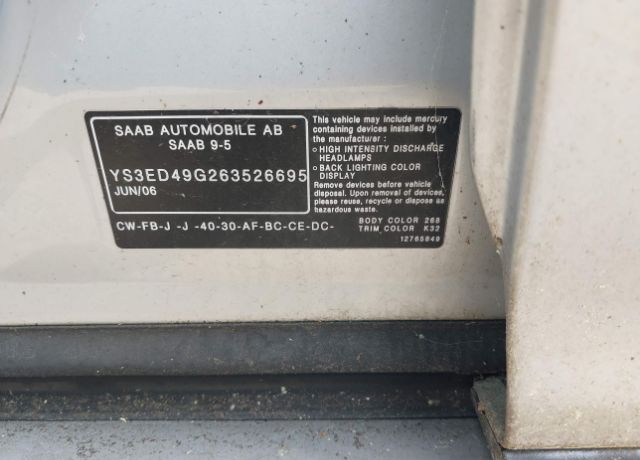 SAAB AUTOMOBILE AB
SAAB 9-5
YS3ED49G263526695
JUN/06
CW-FB-J -J -40-30-AF-BC-CE-DC-
This vehicle may include mercury
containing devices installed by
the manufacturer :
o HIGH INTENSITY DISCHARGE
HEADLAMPS
o BACK LIGHTING COLOR
DISPLAY
Remove devices before vehicle
disposal. Upon removal of devices,
please reuse, recycle or dispose as
hazardous waste.
BODY COLOR 268
TRIM COLOR K32
12765849